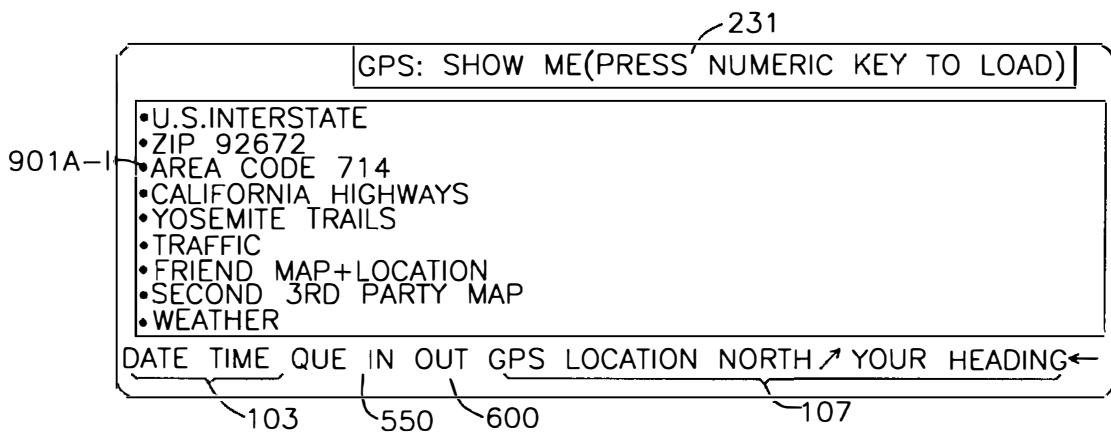 231
GPS: SHOW ME(PRESS NUMERIC KEY TO LOAD)
•U.S.INTERSTATE
•ZIP 92672
901A-I
•AREA CODE 714
•CALIFORNIA HIGHWAYS
•YOSEMITE TRAILS
•TRAFFIC
•FRIEND MAP+LOCATION
•SECOND 3RD PARTY MAP
•WEATHER
DATE TIME QUE IN OUT GPS LOCATION NORTH↗ YOUR HEADING←
103 550 600 107